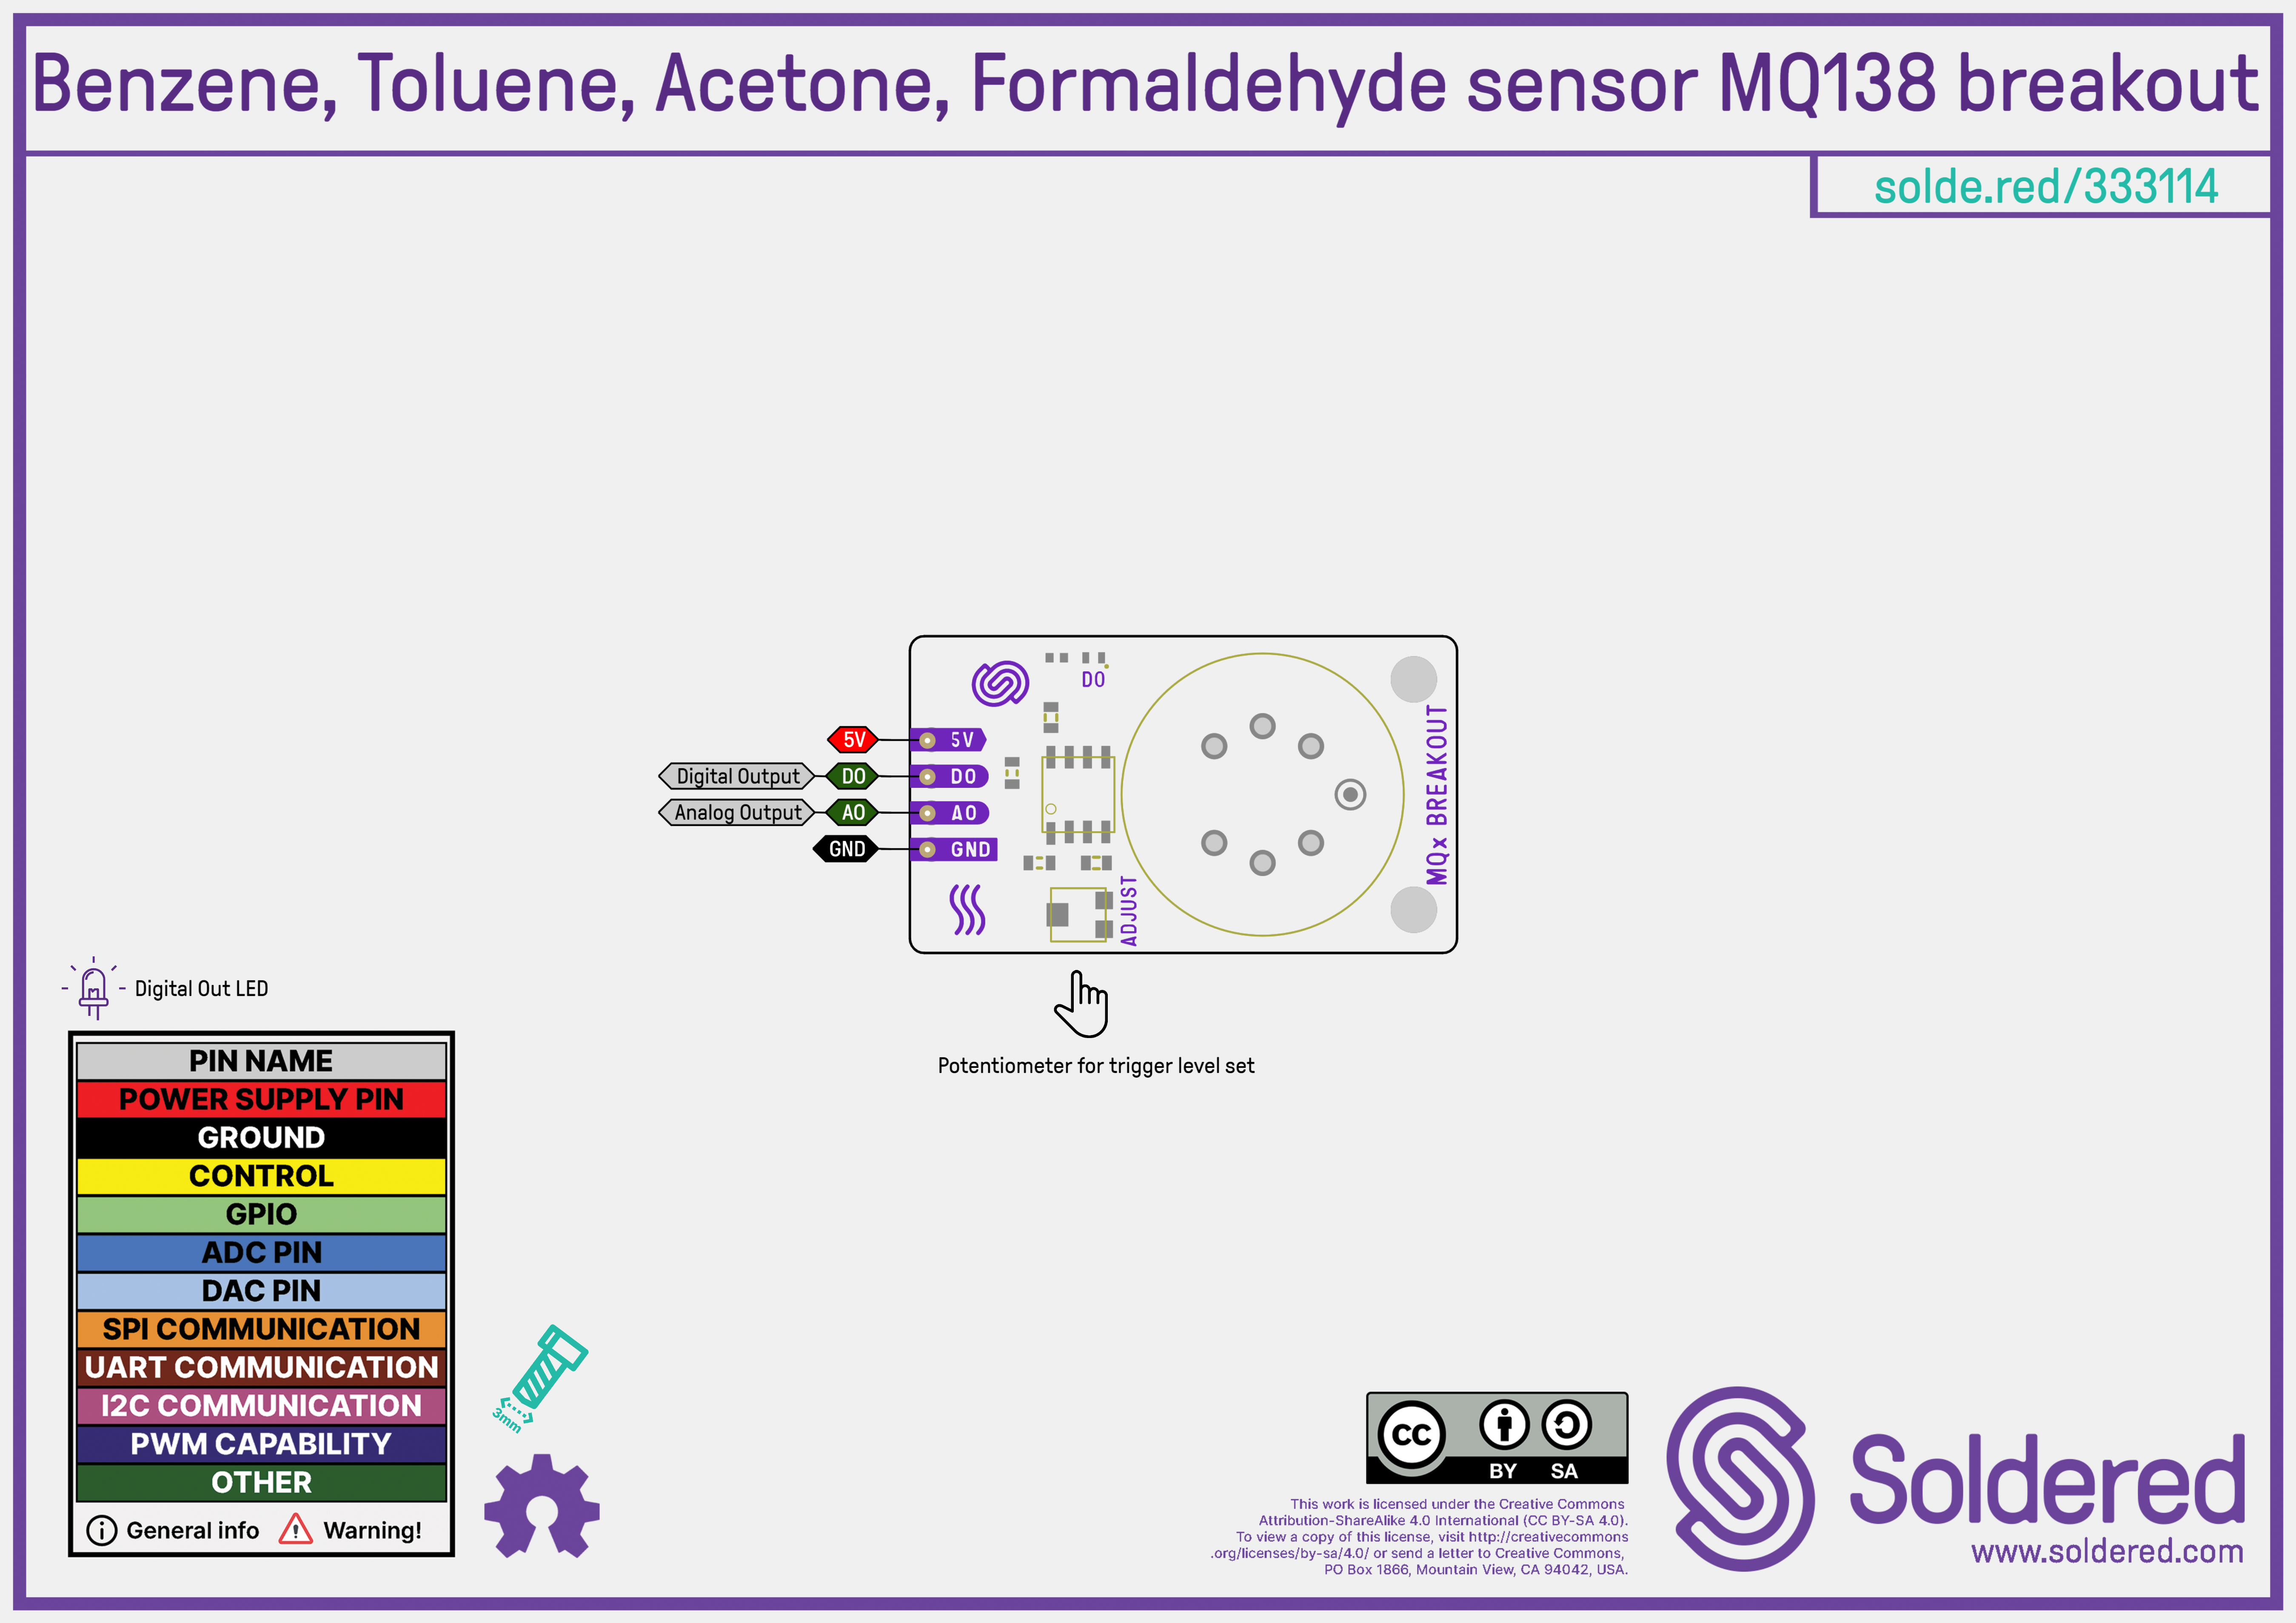 Benzene, Toluene, Acetone, Formaldehyde sensor MQ138 breakout
solde.red/333114
DO
5V 5V
Digital Output DO DO
Analog Output AO AO
GND GND
MQx BREAKOUT
ADJUST
Potentiometer for trigger level set
Digital Out LED
PIN NAME
POWER SUPPLY PIN
GROUND
CONTROL
GPIO
ADC PIN
DAC PIN
SPI COMMUNICATION
UART COMMUNICATION
I2C COMMUNICATION
PWM CAPABILITY
OTHER
General info Warning!
3mm
CC BY SA
This work is licensed under the Creative Commons
Attribution-ShareAlike 4.0 International (CC BY-SA 4.0).
To view a copy of this license, visit http://creativecommons
.org/licenses/by-sa/4.0/ or send a letter to Creative Commons,
PO Box 1866, Mountain View, CA 94042, USA.
Soldered
www.soldered.com